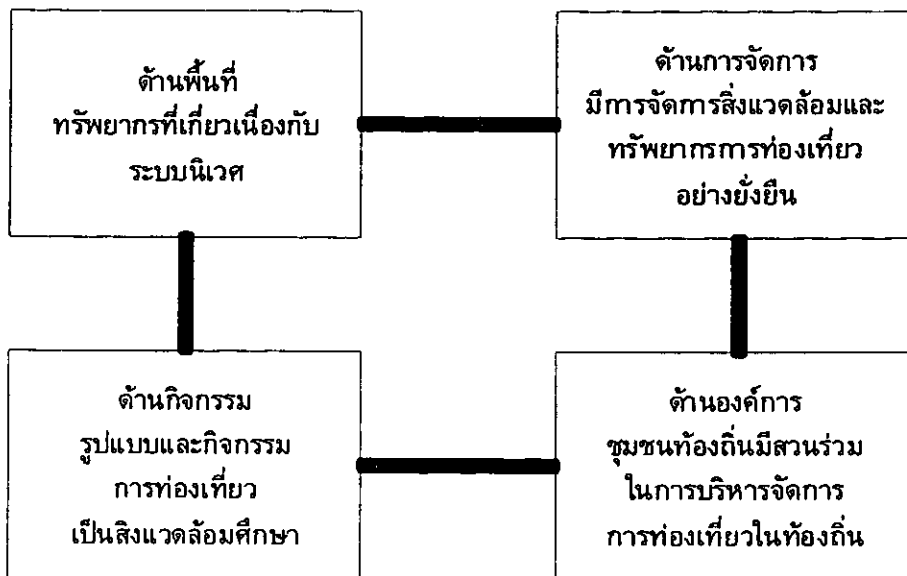 ด้านพื้นที่
ทรัพยากรที่เกี่ยวเนื่องกับ
ระบบนิเวศ
ด้านการจัดการ
มีการจัดการสิ่งแวดล้อมและ
ทรัพยากรการท่องเที่ยว
อย่างยั่งยืน
ด้านกิจกรรม
รูปแบบและกิจกรรม
การท่องเที่ยว
เป็นสิ่งแวดล้อมศึกษา
ด้านองค์การ
ชุมชนท้องถิ่นมีสวนร่วม
ในการบริหารจัดการ
การท่องเที่ยวในท้องถิ่น